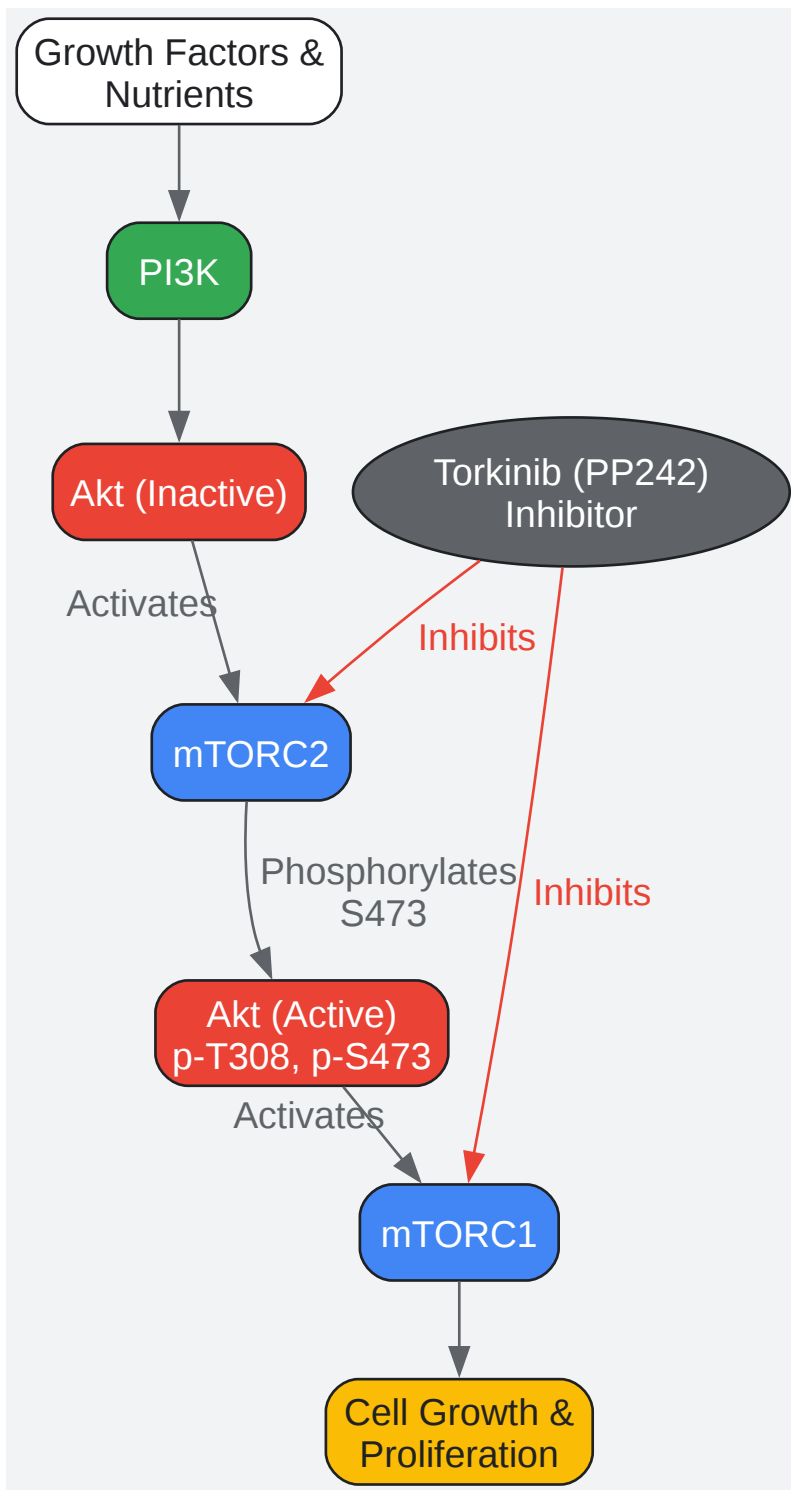 Growth Factors &
Nutrients
PI3K
Akt (Inactive)
Torkinib (PP242)
Inhibitor
Activates
Inhibits
mTORC2
Phosphorylates
S473
Inhibits
Akt (Active)
p-T308, p-S473
Activates
mTORC1
Cell Growth &
Proliferation